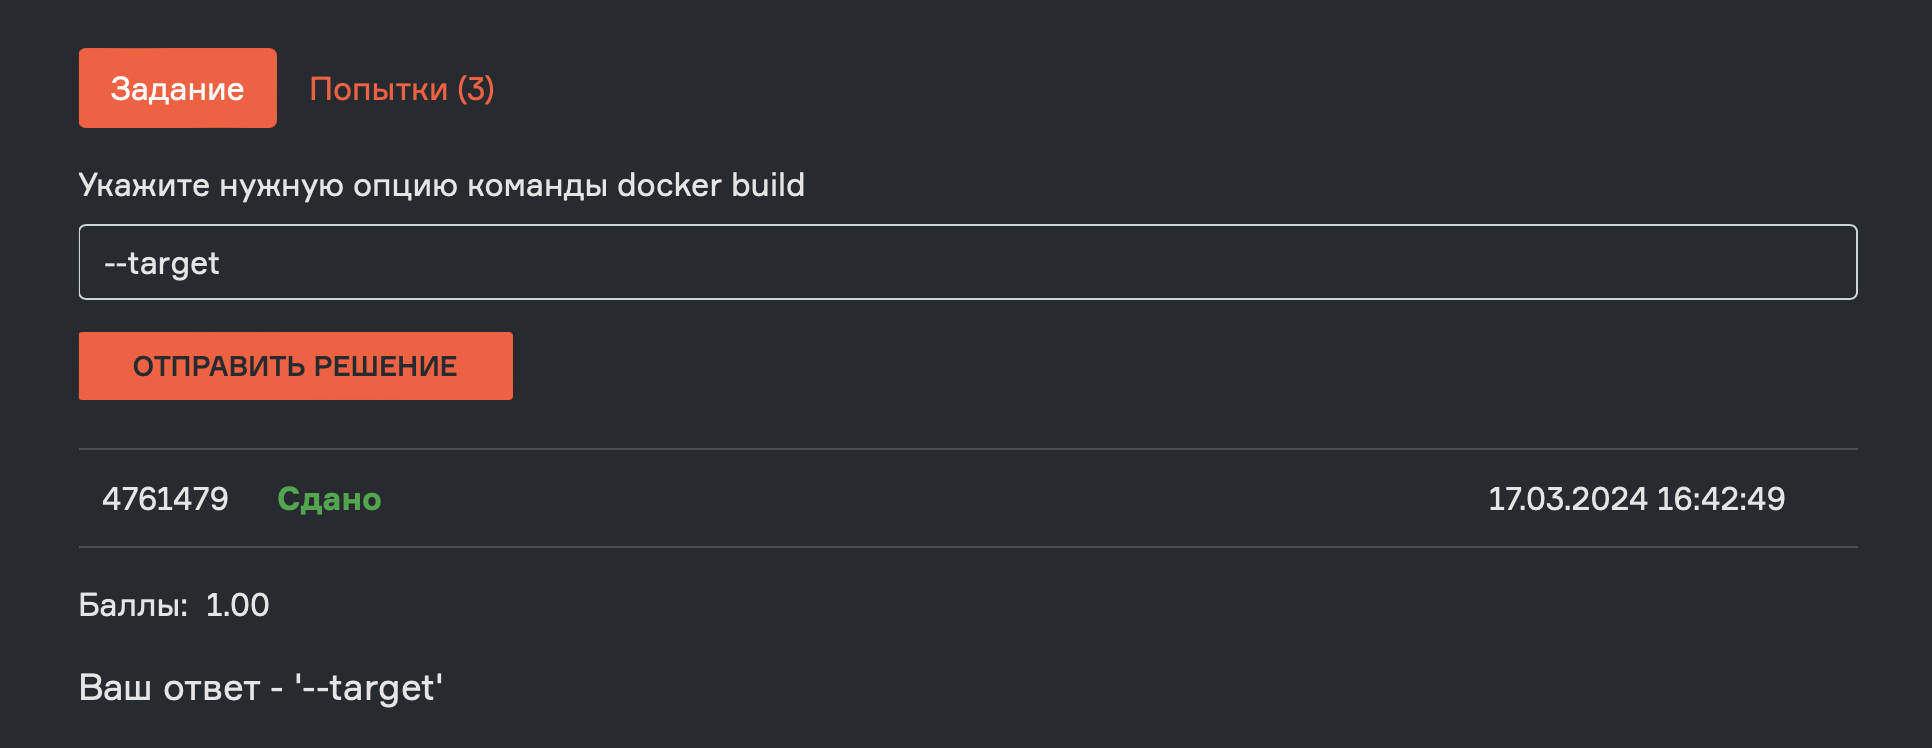 Задание Попытки (3)
Укажите нужную опцию команды docker build
--target
ОТПРАВИТЬ РЕШЕНИЕ
4761479 Сдано 17.03.2024 16:42:49
Баллы: 1.00
Ваш ответ - '--target'